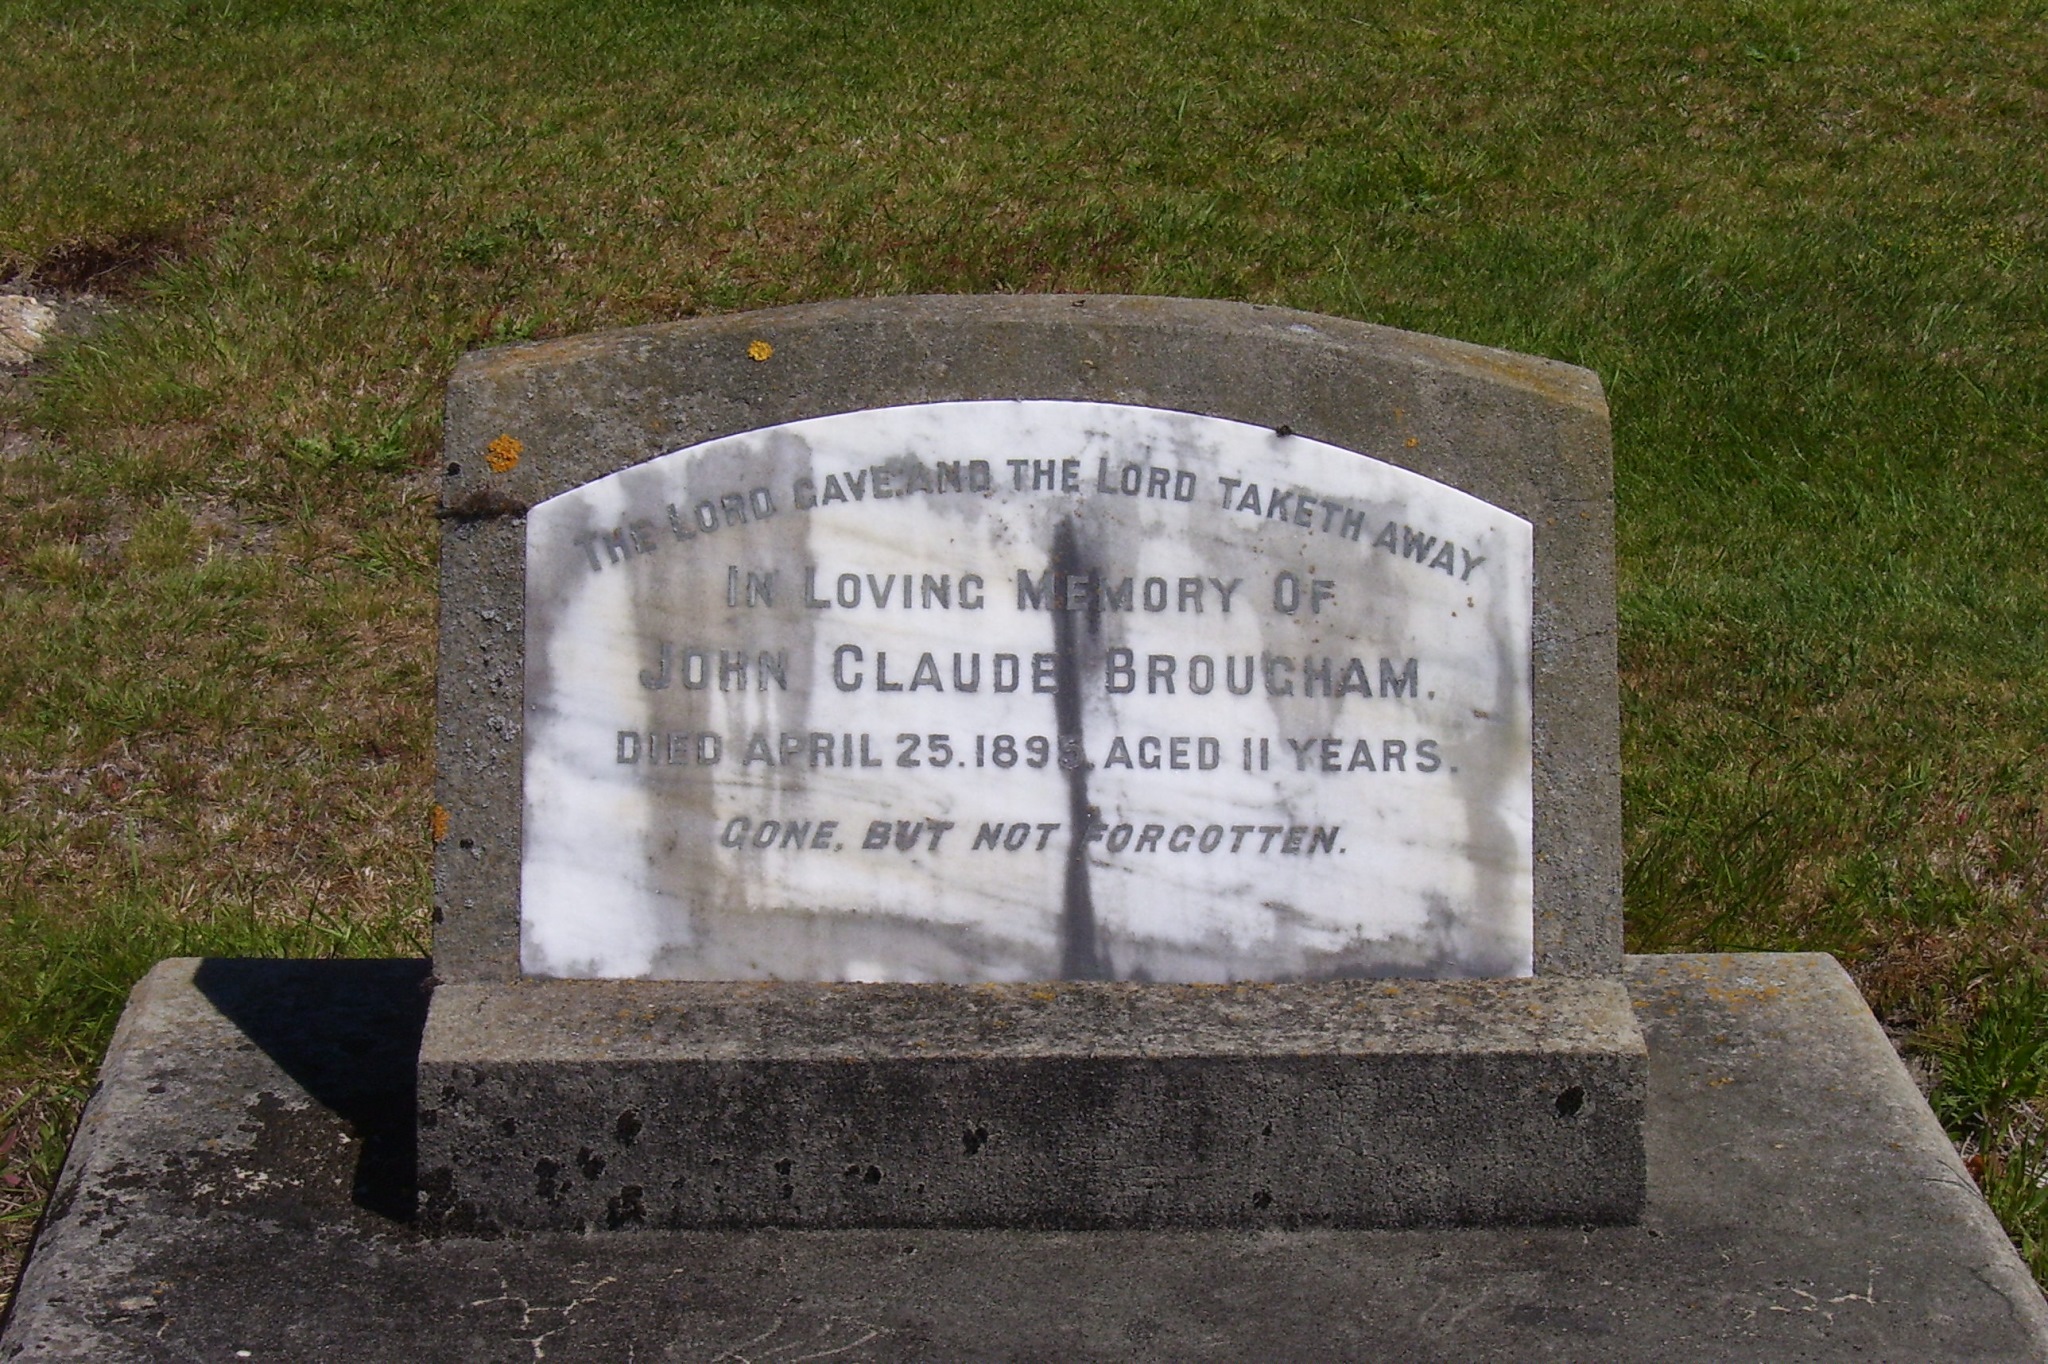 THE LORD GAVE AND THE LORD TAKETH AWAY
IN LOVING MEMORY OF
JOHN CLAUDE BROUGHAM.
DIED APRIL 25. AGED 11 YEARS.
GONE, BUT NOT FORGOTTEN.